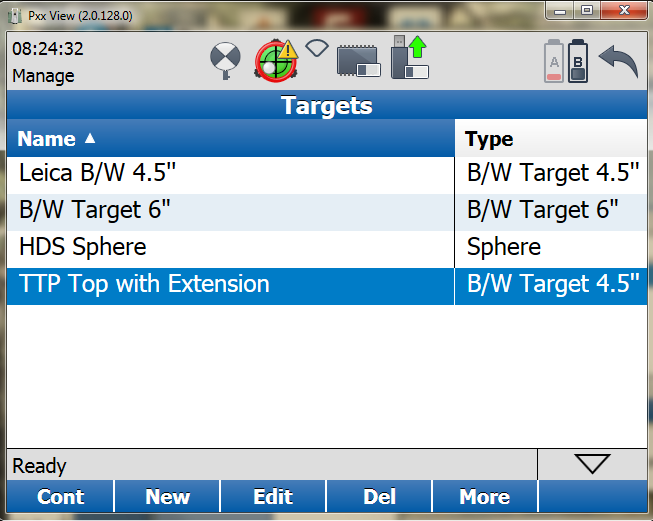 Pxx View (2.0.128.0)
08:24:32
Manage
A
B
Targets
Name Type
Leica B/W 4.5" B/W Target 4.5"
B/W Target 6" B/W Target 6"
HDS Sphere Sphere
TTP Top with Extension B/W Target 4.5"
Ready
Cont New Edit Del More